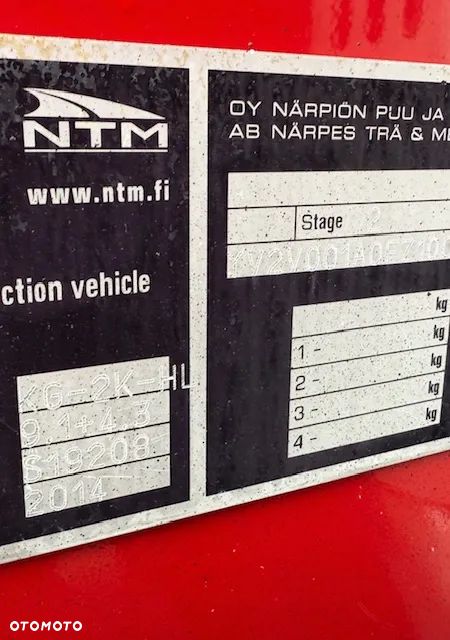 NTM
www.ntm.fi
ction vehicle
KG-2K-HL
9.1+4.3
S19208
2014
OY NÄRPIÖN PUU JA
AB NÄRPES TRÄ & ME
Stage
kg
1 - kg
2 - kg
3 - kg
4 - kg
OTOMOTO